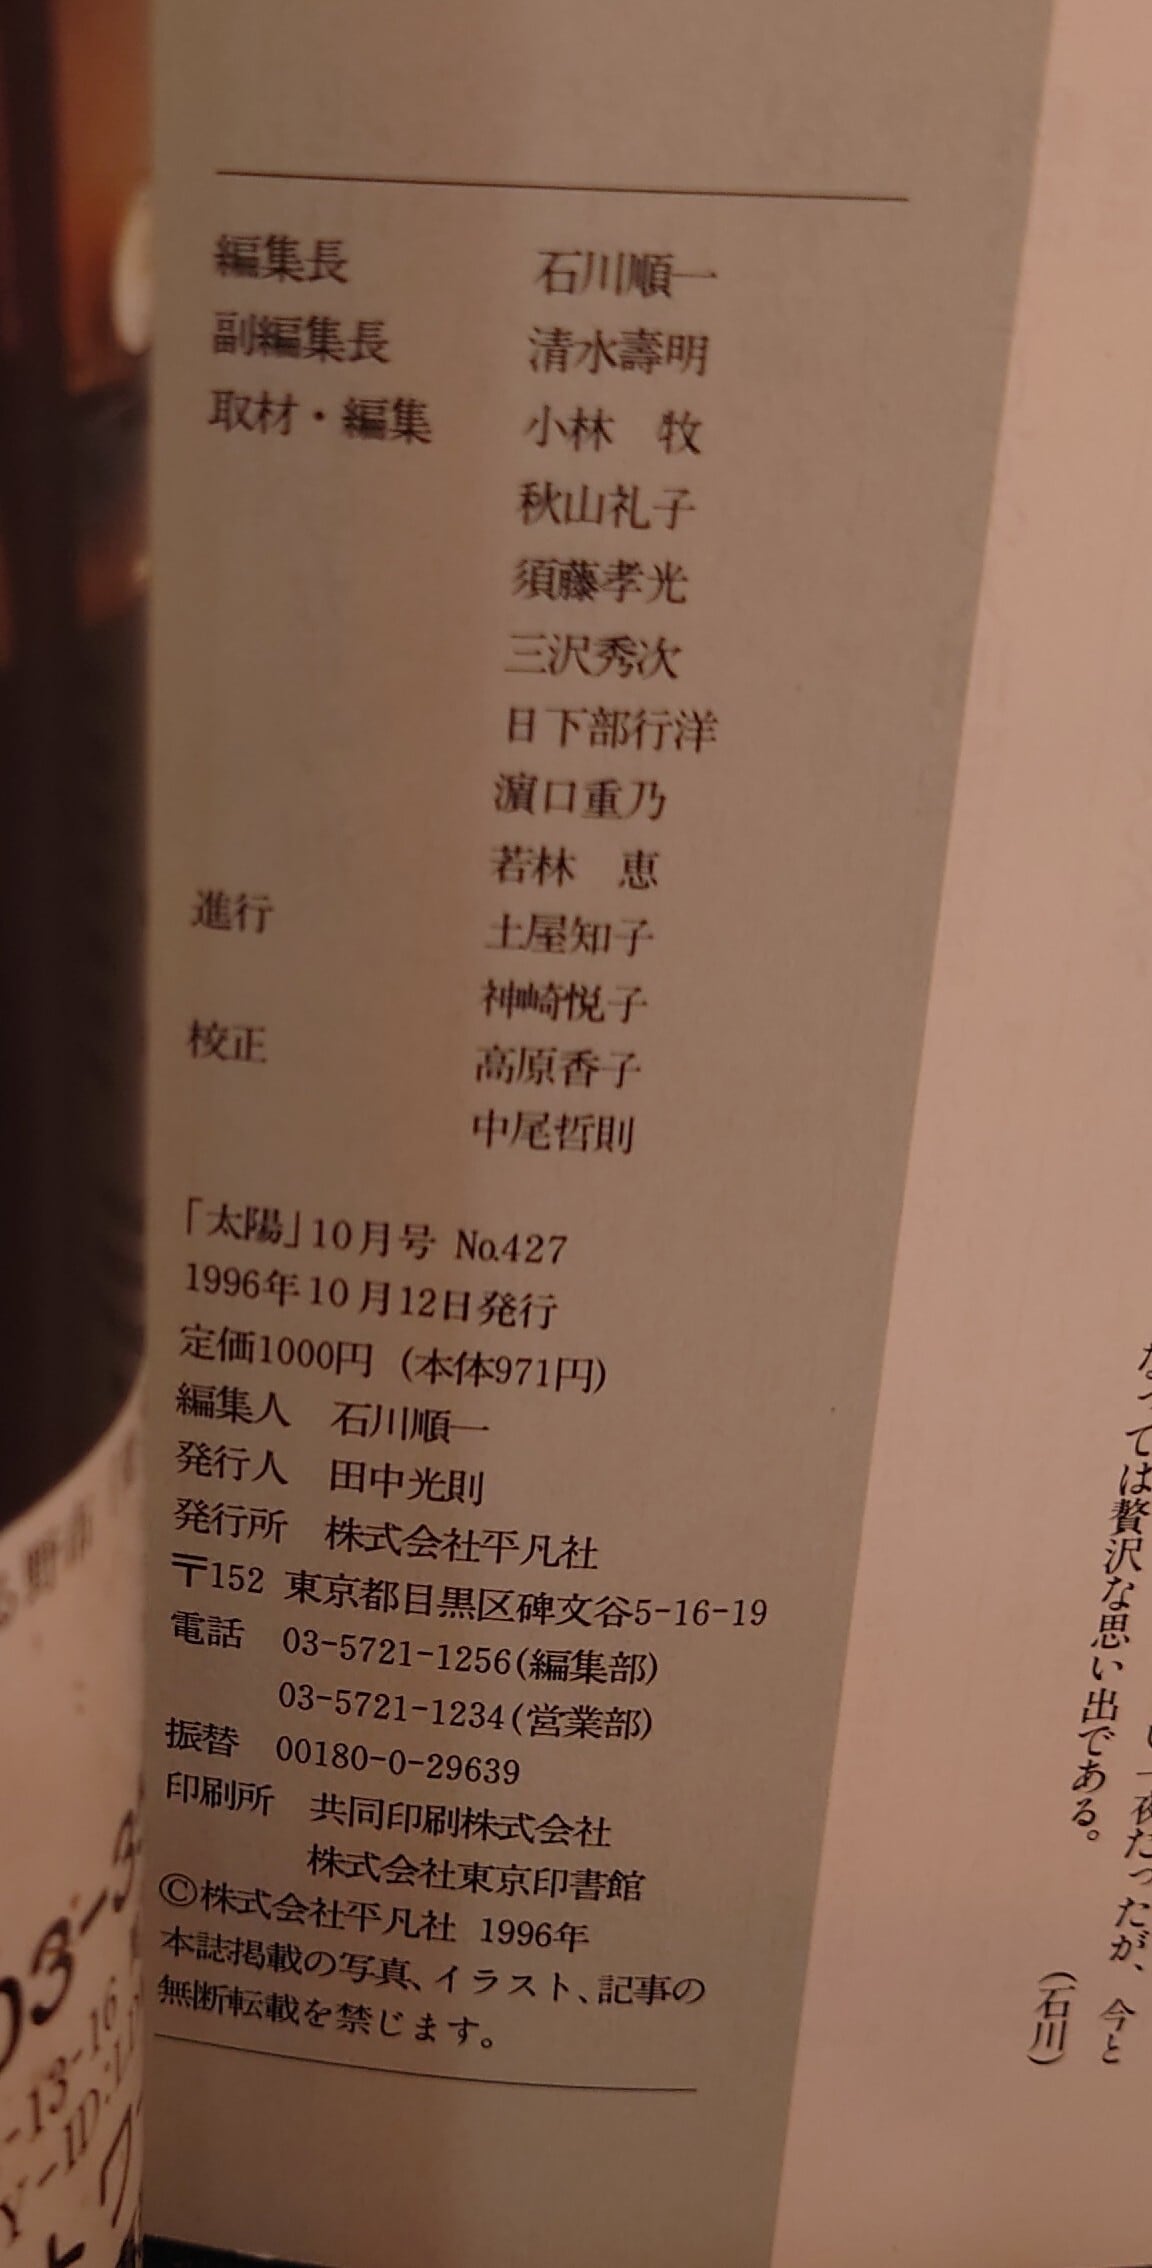 編集長 石川順一
副編集長 清水壽明
取材・編集 小林 牧
秋山礼子
須藤孝光
三沢秀次
日下部行洋
濵口重乃
若林 恵
進行 土屋知子
神崎悦子
校正 高原香子
中尾哲則
「太陽」10月号 No.427
1996年10月12日発行
定価1000円(本体971円)
編集人 石川順一
発行人 田中光則
発行所 株式会社平凡社
〒152 東京都目黒区碑文谷5-16-19
電話 03-5721-1256(編集部)
03-5721-1234(営業部)
振替 00180-0-29639
印刷所 共同印刷株式会社
株式会社東京印書館
©株式会社平凡社 1996年
本誌掲載の写真、イラスト、記事の
無断転載を禁じます。
一夜だったが、今と
なっては贅沢な思い出である。
(石川)